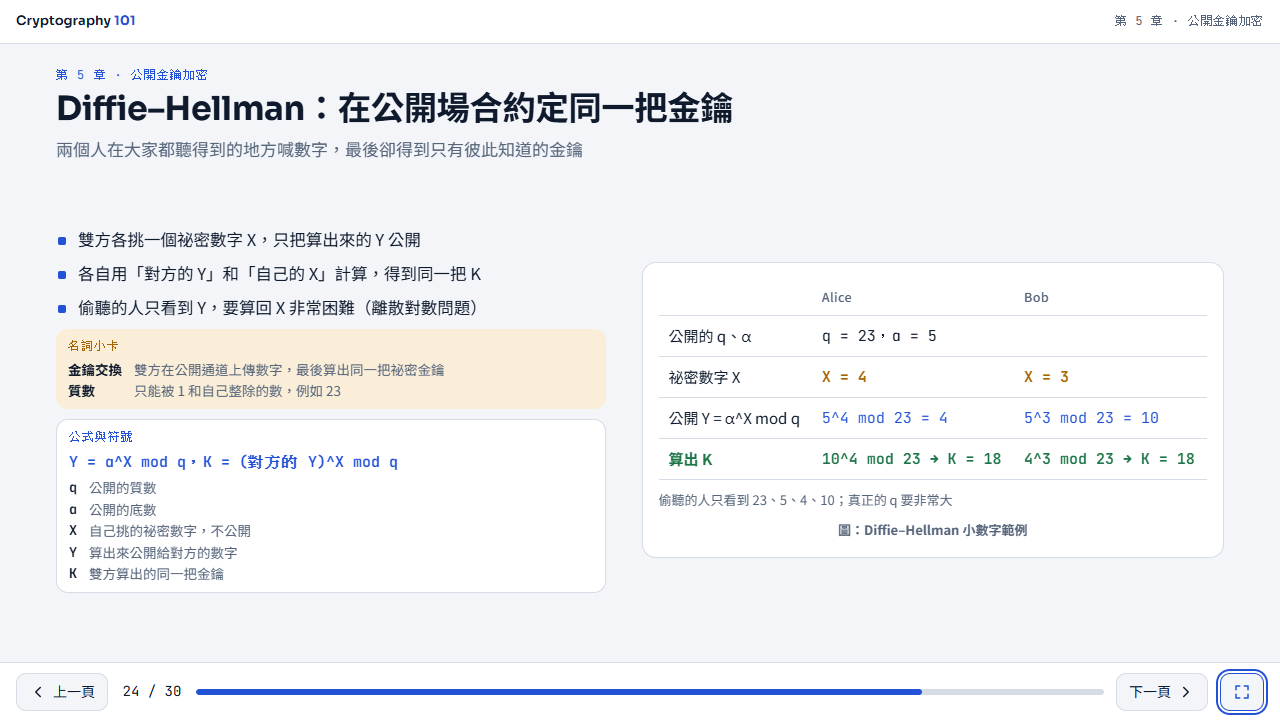 Cryptography 101
第 5 章 · 公開金鑰加密
第 5 章 · 公開金鑰加密
Diffie–Hellman：在公開場合約定同一把金鑰
兩個人在大家都聽得到的地方喊數字，最後卻得到只有彼此知道的金鑰
雙方各挑一個祕密數字 X，只把算出來的 Y 公開
各自用「對方的 Y」和「自己的 X」計算，得到同一把 K
偷聽的人只看到 Y，要算回 X 非常困難（離散對數問題）
名詞小卡
金鑰交換 雙方在公開通道上傳數字，最後算出同一把祕密金鑰
質數 只能被 1 和自己整除的數，例如 23
公式與符號
Y = α^X mod q，K = (對方的 Y)^X mod q
q 公開的質數
α 公開的底數
X 自己挑的祕密數字，不公開
Y 算出來公開給對方的數字
K 雙方算出的同一把金鑰
Alice Bob
公開的 q、α q = 23，α = 5
祕密數字 X X = 4 X = 3
公開 Y = α^X mod q 5^4 mod 23 = 4 5^3 mod 23 = 10
算出 K 10^4 mod 23 → K = 18 4^3 mod 23 → K = 18
偷聽的人只看到 23、5、4、10；真正的 q 要非常大
圖：Diffie–Hellman 小數字範例
上一頁
24 / 30
下一頁